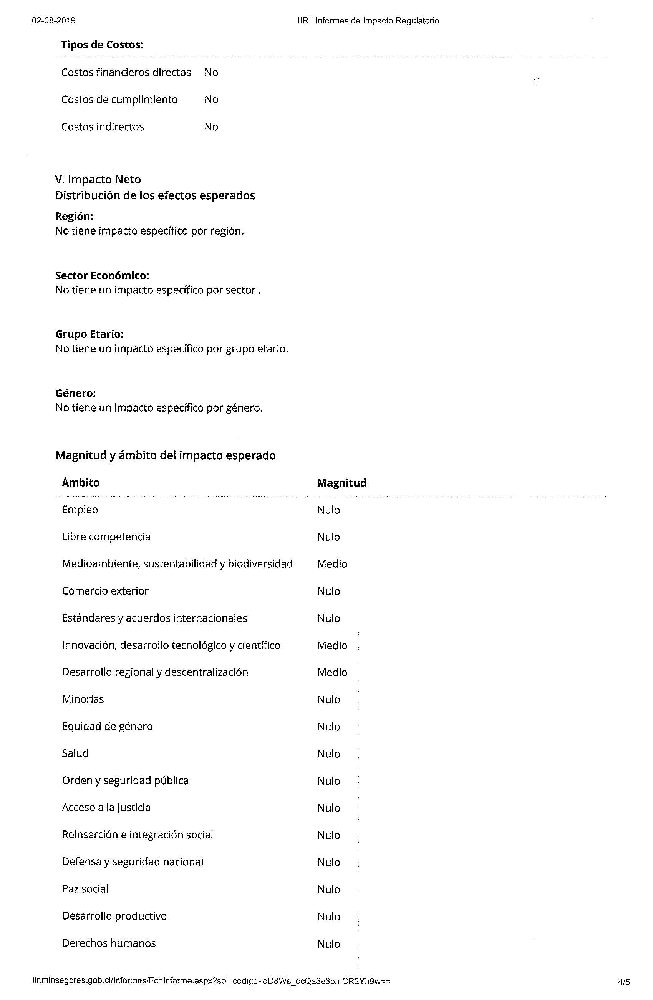 02-08-2019 IIR | Informes de Impacto Regulatorio
Tipos de Costos:
Costos financieros directos No
Costos de cumplimiento No
Costos indirectos No
V. Impacto Neto
Distribución de los efectos esperados
Región:
No tiene impacto específico por región.
Sector Económico:
No tiene un impacto específico por sector .
Grupo Etario:
No tiene un impacto específico por grupo etario.
Género:
No tiene un impacto específico por género.
Magnitud y ámbito del impacto esperado
Ámbito Magnitud
Empleo Nulo
Libre competencia Nulo
Medioambiente, sustentabilidad y biodiversidad Medio
Comercio exterior Nulo
Estándares y acuerdos internacionales Nulo
Innovación, desarrollo tecnológico y científico Medio
Desarrollo regional y descentralización Medio
Minorías Nulo
Equidad de género Nulo
Salud Nulo
Orden y seguridad pública Nulo
Acceso a la justicia Nulo
Reinserción e integración social Nulo
Defensa y seguridad nacional Nulo
Paz social Nulo
Desarrollo productivo Nulo
Derechos humanos Nulo
iir.minsegpres.gob.cl/Informes/FchInforme.aspx?sol_codigo=oD8Ws_ocQa3e3pmCR2Yh9w== 4/5